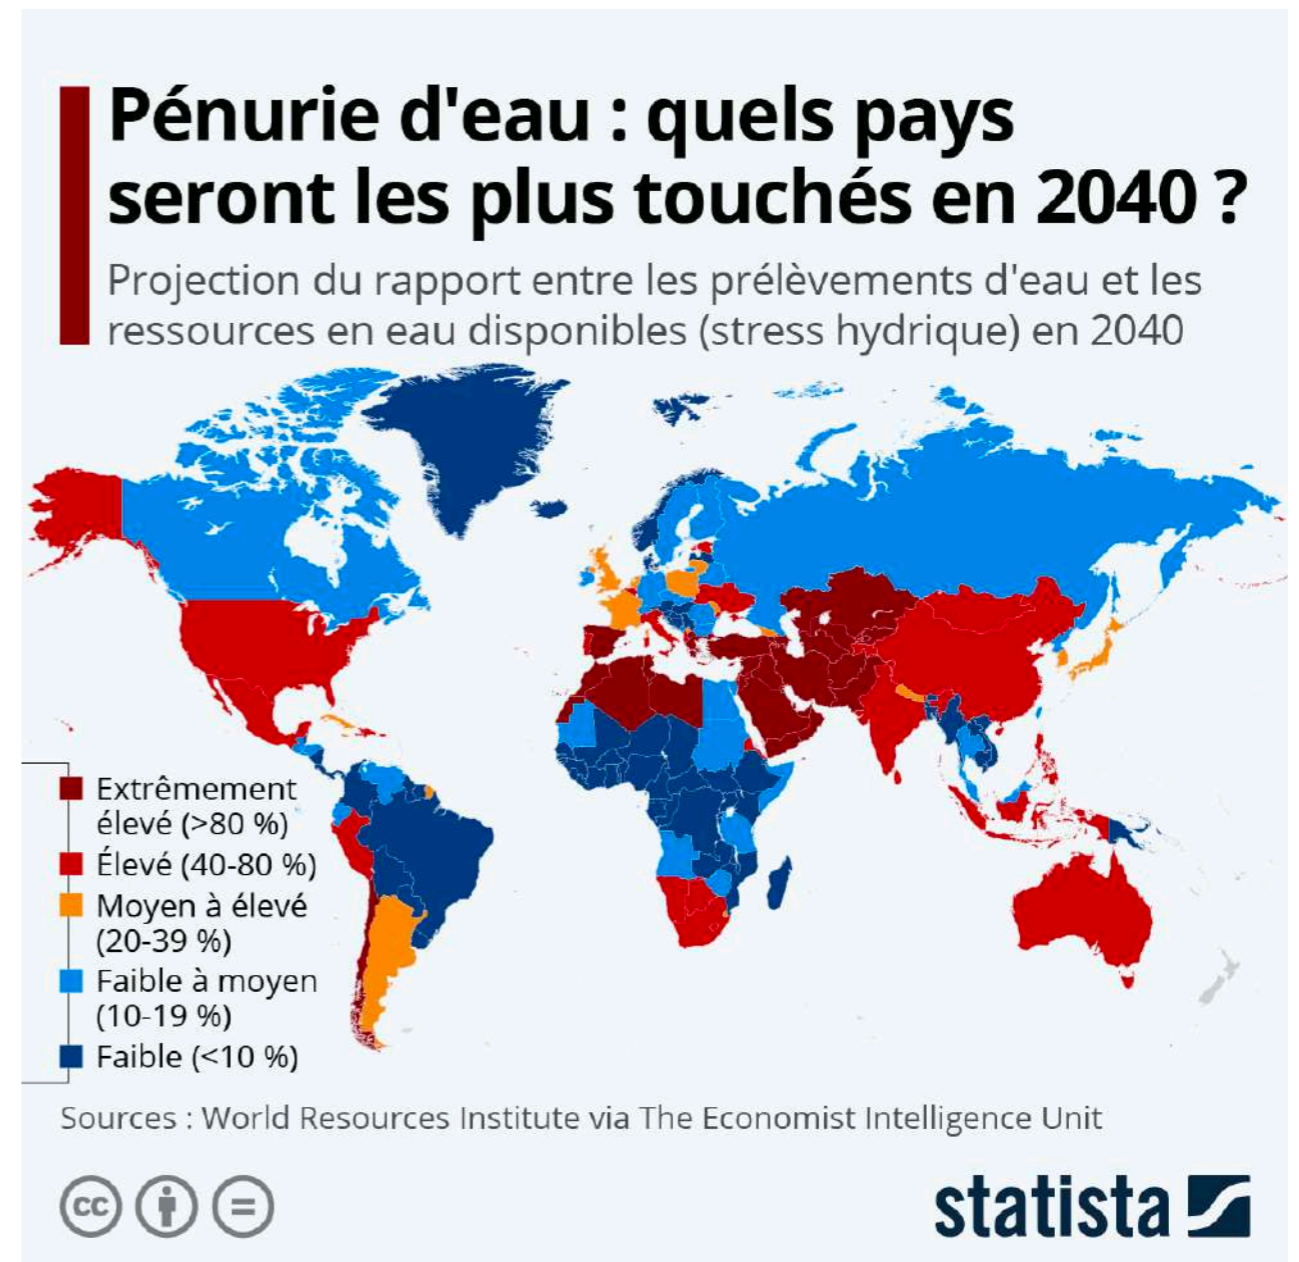 Pénurie d'eau : quels pays
seront les plus touchés en 2040 ?
Projection du rapport entre les prélèvements d'eau et les
ressources en eau disponibles (stress hydrique) en 2040
Extrêmement
élevé (>80 %)
Élevé (40-80 %)
Moyen à élevé
(20-39 %)
Faible à moyen
(10-19 %)
Faible (<10 %)
Sources : World Resources Institute via The Economist Intelligence Unit
cc
statista